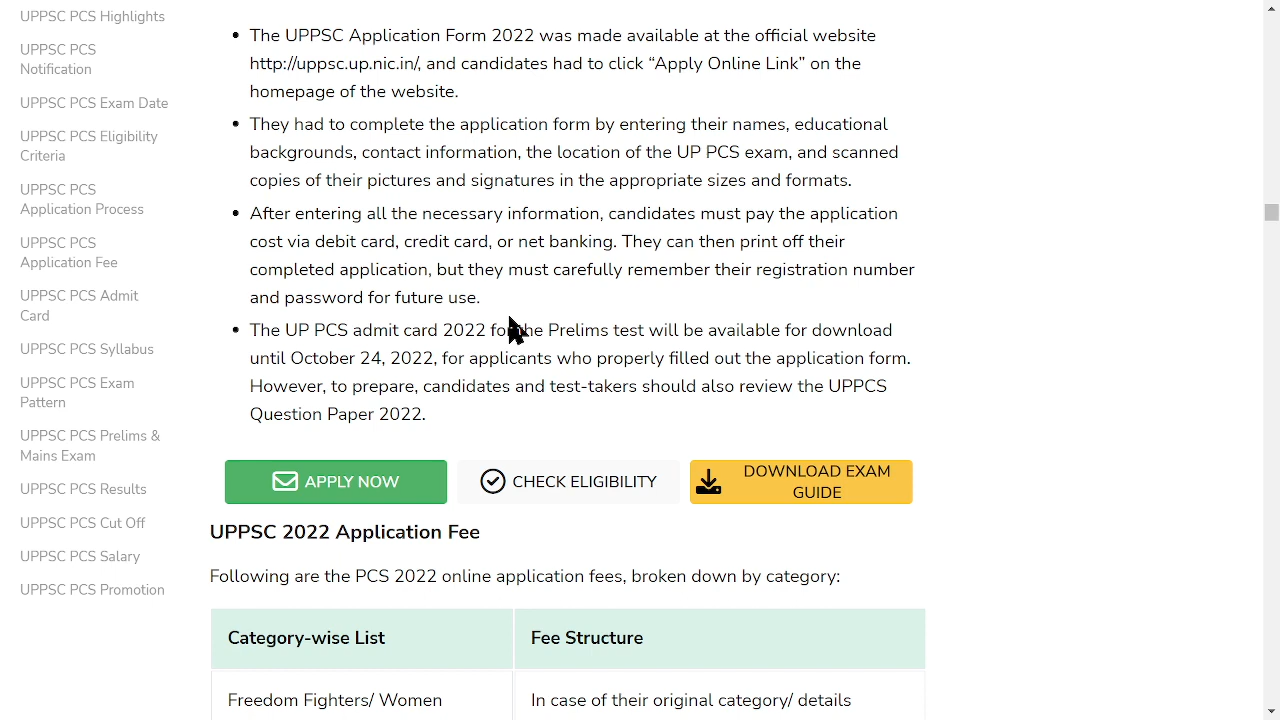 UPPSC PCS Highlights
UPPSC PCS
Notification
UPPSC PCS Exam Date
UPPSC PCS Eligibility
Criteria
UPPSC PCS
Application Process
UPPSC PCS
Application Fee
UPPSC PCS Admit
Card
UPPSC PCS Syllabus
UPPSC PCS Exam
Pattern
UPPSC PCS Prelims &
Mains Exam
UPPSC PCS Results
UPPSC PCS Cut Off
UPPSC PCS Salary
UPPSC PCS Promotion
The UPPSC Application Form 2022 was made available at the official website
http://uppsc.up.nic.in/, and candidates had to click “Apply Online Link” on the
homepage of the website.
They had to complete the application form by entering their names, educational
backgrounds, contact information, the location of the UP PCS exam, and scanned
copies of their pictures and signatures in the appropriate sizes and formats.
After entering all the necessary information, candidates must pay the application
cost via debit card, credit card, or net banking. They can then print off their
completed application, but they must carefully remember their registration number
and password for future use.
The UP PCS admit card 2022 for the Prelims test will be available for download
until October 24, 2022, for applicants who properly filled out the application form.
However, to prepare, candidates and test-takers should also review the UPPCS
Question Paper 2022.
APPLY NOW
CHECK ELIGIBILITY
DOWNLOAD EXAM
GUIDE
UPPSC 2022 Application Fee
Following are the PCS 2022 online application fees, broken down by category:
Category-wise List
Fee Structure
Freedom Fighters/ Women
In case of their original category/ details